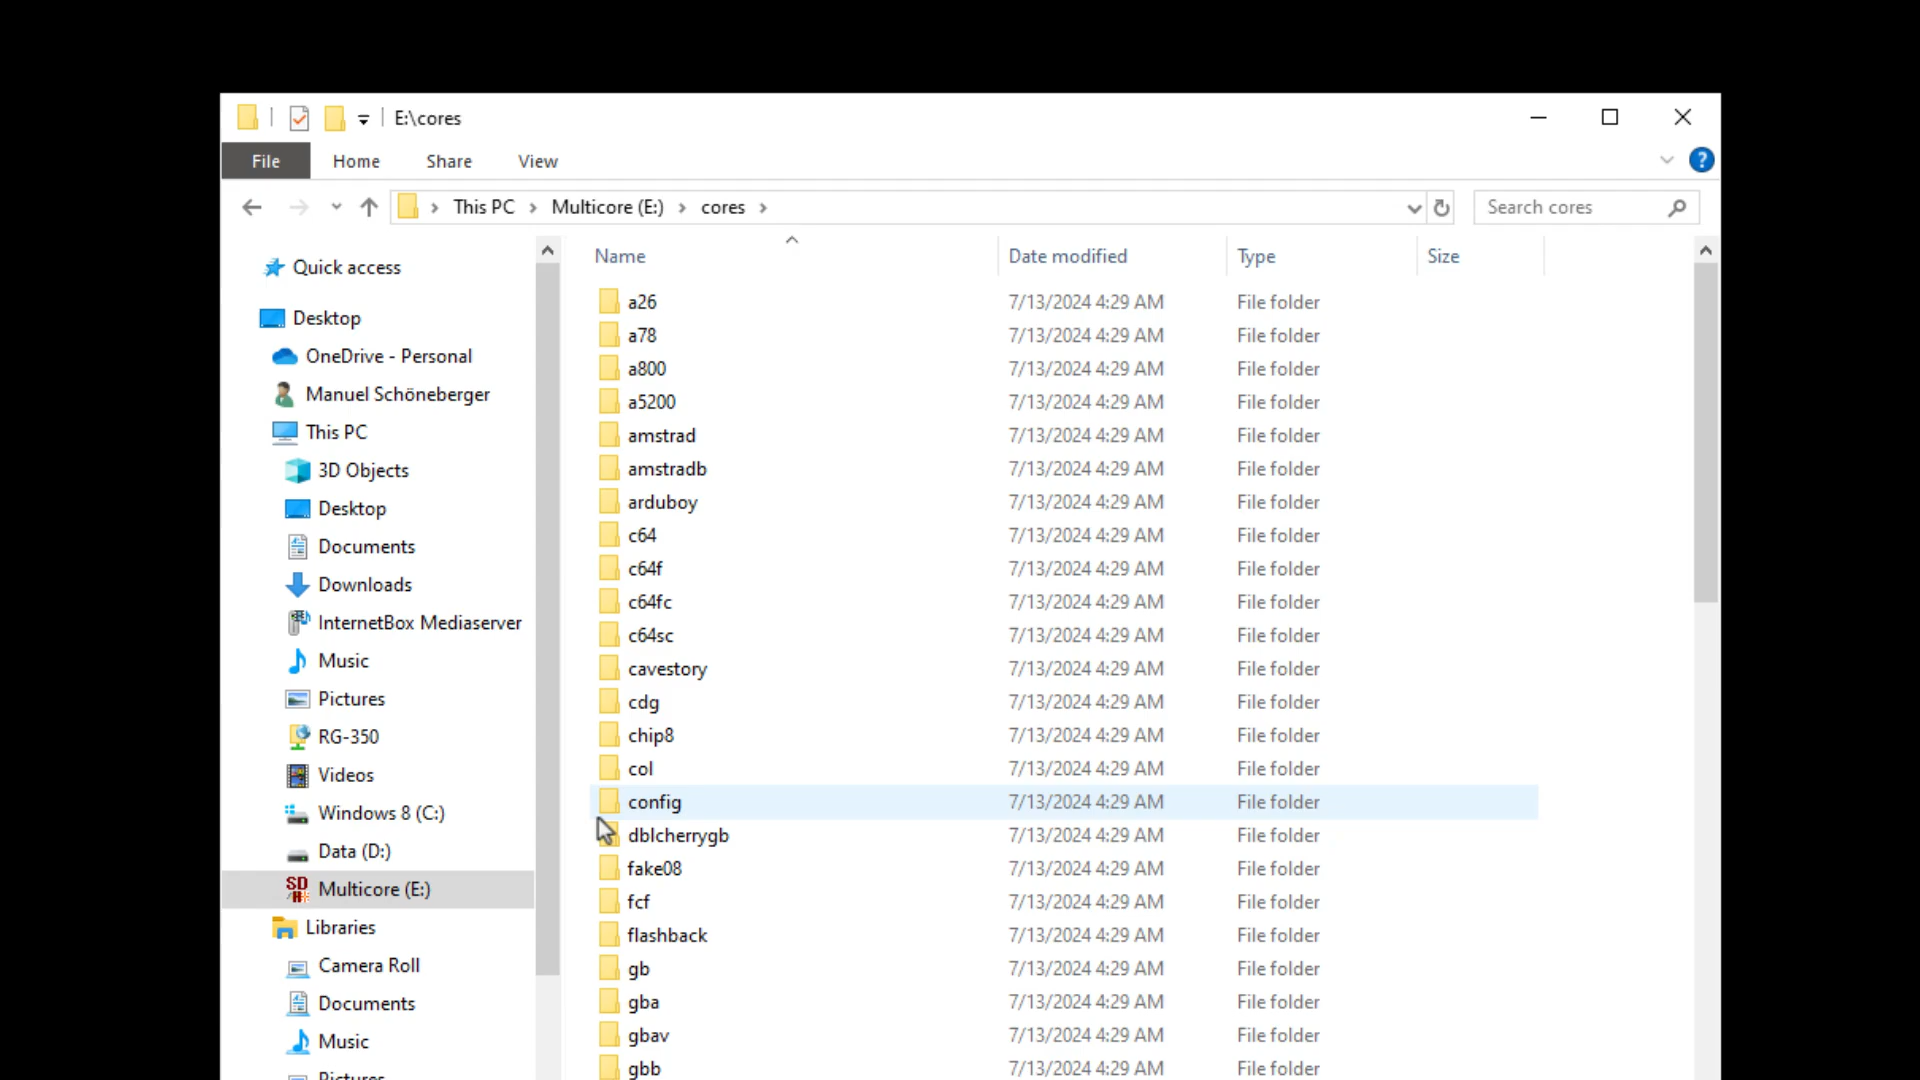 E:\cores
File Home Share View
This PC Multicore (E:) cores
Search cores
Quick access
Desktop
OneDrive - Personal
Manuel Schöneberger
This PC
3D Objects
Desktop
Documents
Downloads
InternetBox Mediaserver
Music
Pictures
RG-350
Videos
Windows 8 (C:)
Data (D:)
Multicore (E:)
Libraries
Camera Roll
Documents
Music
Pictures
Name Date modified Type Size
a26 7/13/2024 4:29 AM File folder
a78 7/13/2024 4:29 AM File folder
a800 7/13/2024 4:29 AM File folder
a5200 7/13/2024 4:29 AM File folder
amstrad 7/13/2024 4:29 AM File folder
amstradb 7/13/2024 4:29 AM File folder
arduboy 7/13/2024 4:29 AM File folder
c64 7/13/2024 4:29 AM File folder
c64f 7/13/2024 4:29 AM File folder
c64fc 7/13/2024 4:29 AM File folder
c64sc 7/13/2024 4:29 AM File folder
cavestory 7/13/2024 4:29 AM File folder
cdg 7/13/2024 4:29 AM File folder
chip8 7/13/2024 4:29 AM File folder
col 7/13/2024 4:29 AM File folder
config 7/13/2024 4:29 AM File folder
dblcherrygb 7/13/2024 4:29 AM File folder
fake08 7/13/2024 4:29 AM File folder
fcf 7/13/2024 4:29 AM File folder
flashback 7/13/2024 4:29 AM File folder
gb 7/13/2024 4:29 AM File folder
gba 7/13/2024 4:29 AM File folder
gbav 7/13/2024 4:29 AM File folder
gbb 7/13/2024 4:29 AM File folder